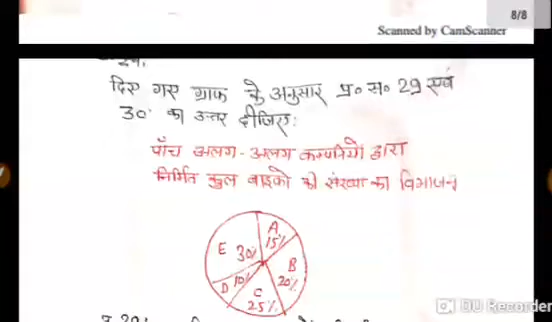 8/8
Scanned by CamScanner
दिए गए ग्राफ के अनुसार प्र० स० 29 एवं
30 का उत्तर दीजिए:
पाँच अलग-अलग कम्पनियों द्वारा
निर्मित कुल बाइको की संख्या का विभाजन
A
15%
B
20%
C
25%
D 10%
E 30%
DU Recorder